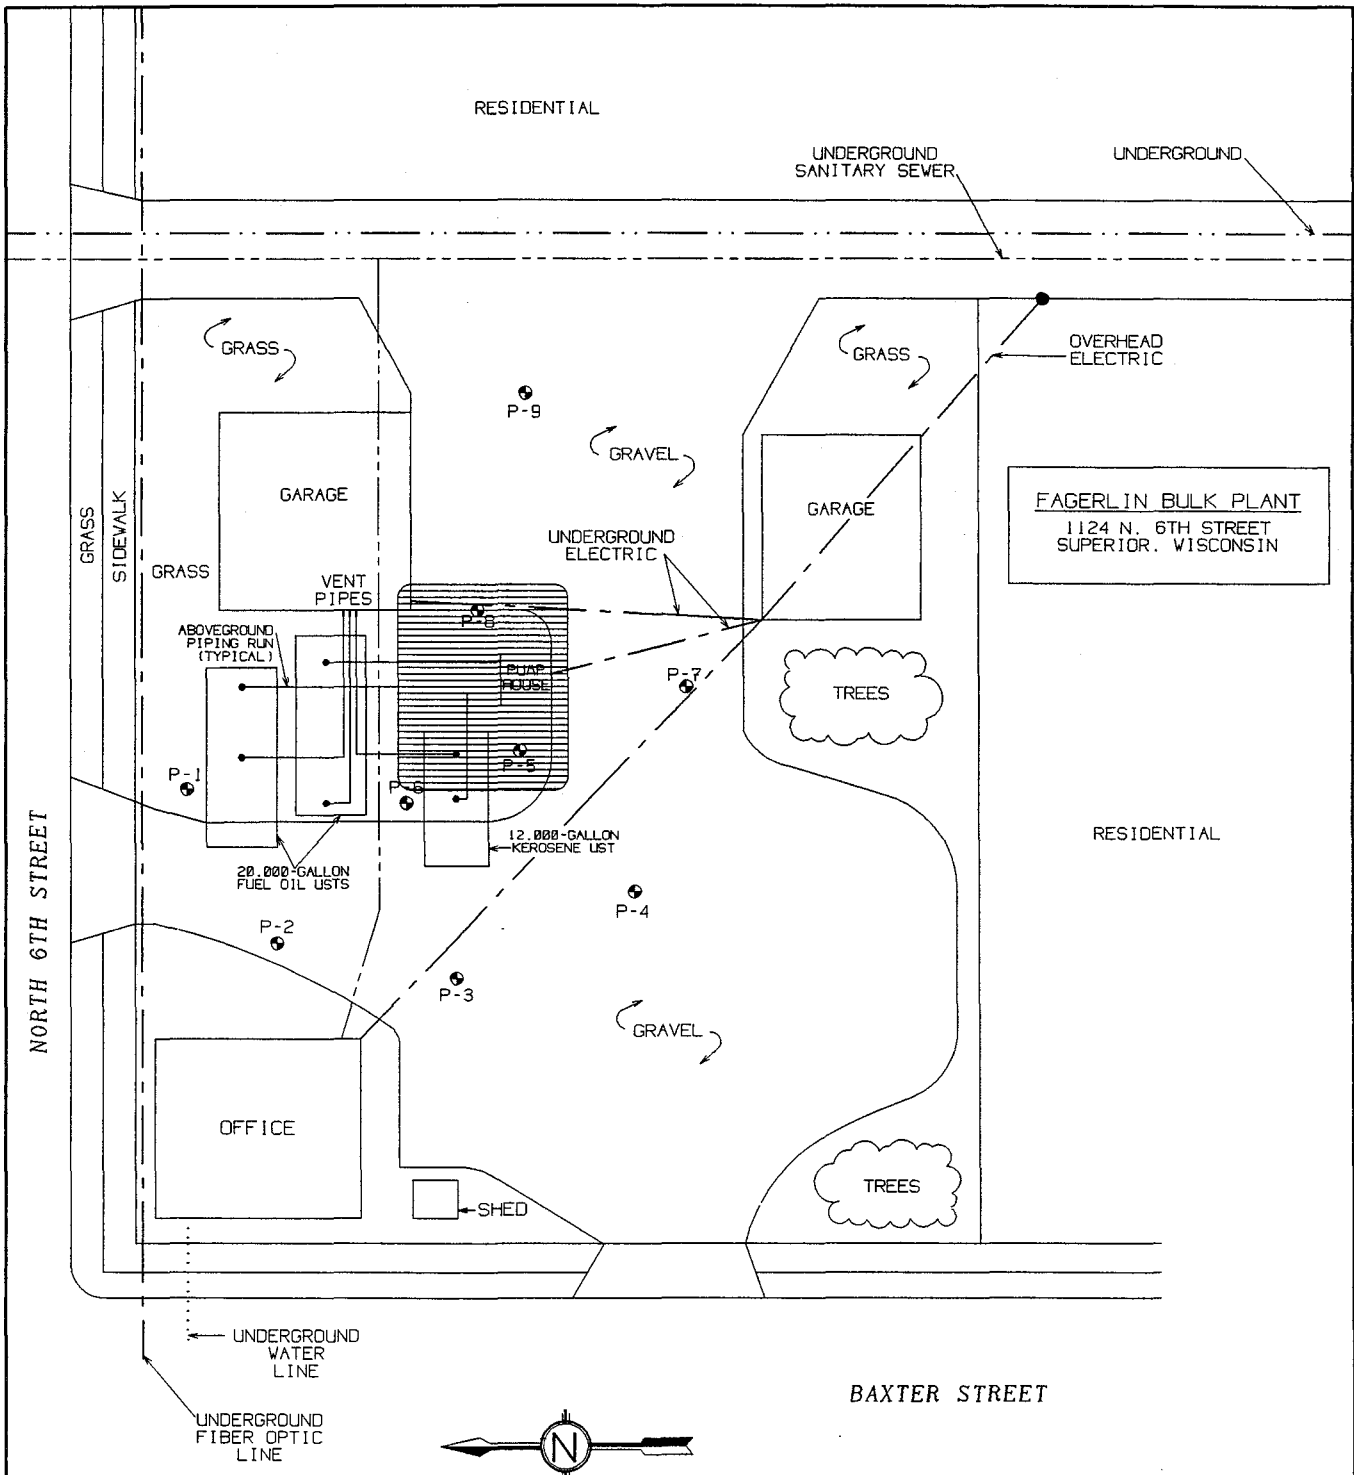 RESIDENTIAL
UNDERGROUND
SANITARY SEWER
UNDERGROUND
GRASS
GRASS
OVERHEAD
ELECTRIC
P-9
GRAVEL
GARAGE
GARAGE
FAGERLIN BULK PLANT
1124 N. 6TH STREET
SUPERIOR. WISCONSIN
GRASS
SIDEWALK
GRASS
UNDERGROUND
ELECTRIC
VENT
PIPES
P-8
ABOVEGROUND
PIPING RUN
(TYPICAL)
PUMP
HOUSE
P-7
TREES
P-5
P-1
P-6
12.000-GALLON
KEROSENE UST
RESIDENTIAL
20.000-GALLON
FUEL OIL USTS
P-4
P-2
P-3
NORTH 6TH STREET
GRAVEL
OFFICE
TREES
SHED
UNDERGROUND
WATER
LINE
BAXTER STREET
UNDERGROUND
FIBER OPTIC
LINE
N